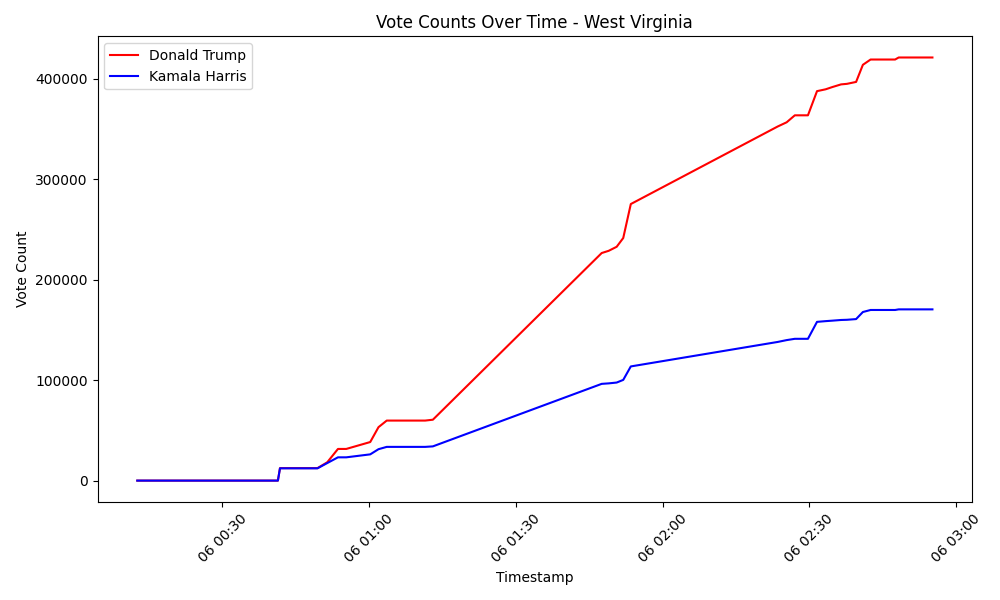 Vote Counts Over Time - West Virginia
Donald Trump
Kamala Harris
Vote Count
400000
300000
200000
100000
0
06 00:30
06 01:00
06 01:30
06 02:00
06 02:30
06 03:00
Timestamp